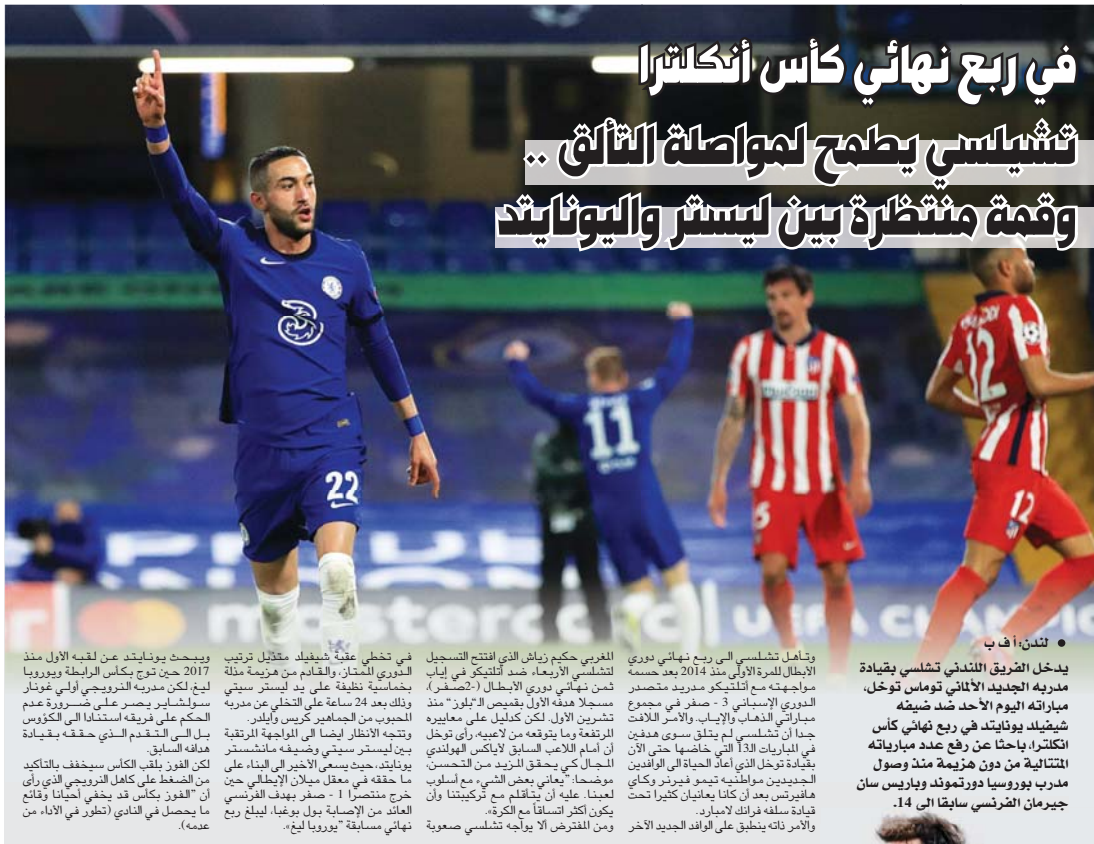 في ربع نهائي كأس أنكلترا
تشيلسي يطمح لمواصلة التألق ..
وقمة منتظرة بين ليستر واليونايتد
● لندن: أ ف ب
يدخل الفريق اللندني تشلسي بقيادة
مدربه الجديد الألماني توماس توخل،
مباراته اليوم الأحد ضد ضيفه
شيفيلد يونايتد في ربع نهائي كأس
انكلترا، باحثا عن رفع عدد مبارياته
المتتالية من دون هزيمة منذ وصول
مدرب بوروسيا دورتموند وباريس سان
جيرمان الفرنسي سابقا الى 14.
وتأهل تشلسي الى ربع نهائي دوري
الأبطال للمرة الأولى منذ 2014 بعد حسمه
مواجهته مع أتلتيكو مدريد متصدر
الدوري الإسباني 3 - صفر في مجموع
مباراتي الذهاب والإياب. والأمر اللافت
جدا أن تشلسي لم يتلق سوى هدفين
في المباريات الـ13 التي خاضها حتى الآن
بقيادة توخل الذي أعاد الحياة الى الوافدين
الجديدين مواطنيه تيمو فيرنر وكاي
هافيرتس بعد أن كانا يعانيان كثيرا تحت
قيادة سلفه فرانك لامبارد.
والأمر ذاته ينطبق على الوافد الجديد الآخر
المغربي حكيم زياش الذي افتتح التسجيل
لتشلسي الأربعاء ضد أتلتيكو في إياب
ثمن نهائي دوري الأبطال (2-صفر)،
مسجلا هدفه الأول بقميص الـ"بلوز" منذ
تشرين الأول. لكن كدليل على معاييره
المرتفعة وما يتوقعه من لاعبيه، رأى توخل
أن أمام اللاعب السابق لأياكس الهولندي
المجال كي يحقق المزيد من التحسن،
موضحا: "يعاني بعض الشيء مع أسلوب
لعبنا. عليه أن يتأقلم مع تركيبتنا وأن
يكون أكثر اتساقاً مع الكرة».
ومن المفترض ألا يواجه تشلسي صعوبة
في تخطي عقبة شيفيلد متذيل ترتيب
الدوري الممتاز، والقادم من هزيمة مذلة
بخماسية نظيفة على يد ليستر سيتي
وذلك بعد 24 ساعة على التخلي عن مدربه
المحبوب من الجماهير كريس وايلدر.
وتتجه الأنظار ايضا الى المواجهة المرتقبة
بين ليستر سيتي وضيفه مانشستر
يونايتد، حيث يسعى الأخير الى البناء على
ما حققه في معقل ميلان الإيطالي حين
خرج منتصرا 1 - صفر بهدف الفرنسي
العائد من الإصابة بول بوغبا، ليبلغ ربع
نهائي مسابقة "يوروبا ليغ».
ويبحث يونايتد عن لقبه الأول منذ
2017 حين توج بكأس الرابطة ويوروبا
ليغ، لكن مدربه النرويجي أولي غونار
سولشاير يصر على ضرورة عدم
الحكم على فريقه استنادا الى الكؤوس
بل الى التقدم الذي حققه بقيادة
هدافه السابق.
لكن الفوز بلقب الكأس سيخفف بالتأكيد
من الضغط على كاهل النرويجي الذي رأى
أن "الفوز بكأس قد يخفي أحيانا وقائع
ما يحصل في النادي (تطور في الأداء من
عدمه).
22
3
11
12
12
mastercard
UEFA CHAMPIO